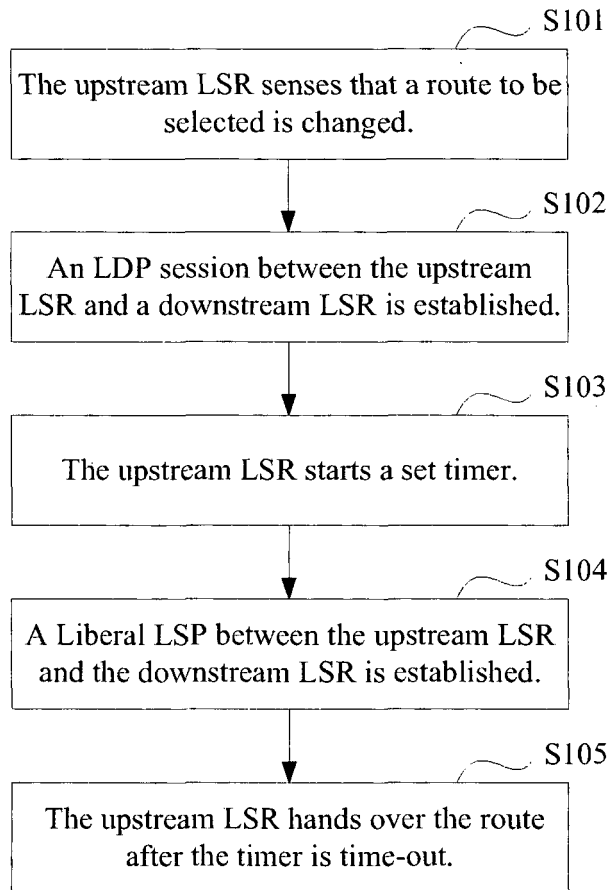 S101
The upstream LSR senses that a route to be
selected is changed.
S102
An LDP session between the upstream
LSR and a downstream LSR is established.
S103
The upstream LSR starts a set timer.
S104
A Liberal LSP between the upstream LSR
and the downstream LSR is established.
S105
The upstream LSR hands over the route
after the timer is time-out.